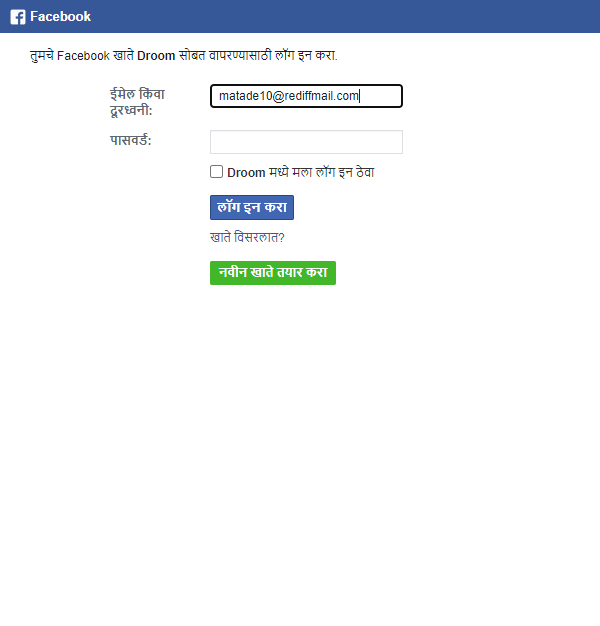 Facebook
तुमचे Facebook खाते Droom सोबत वापरण्यासाठी लॉग इन करा.
ईमेल किंवा
दूरध्वनी:
matade10@rediffmail.com
पासवर्ड:
Droom मध्ये मला लॉग इन ठेवा
लॉग इन करा
खाते विसरलात?
नवीन खाते तयार करा